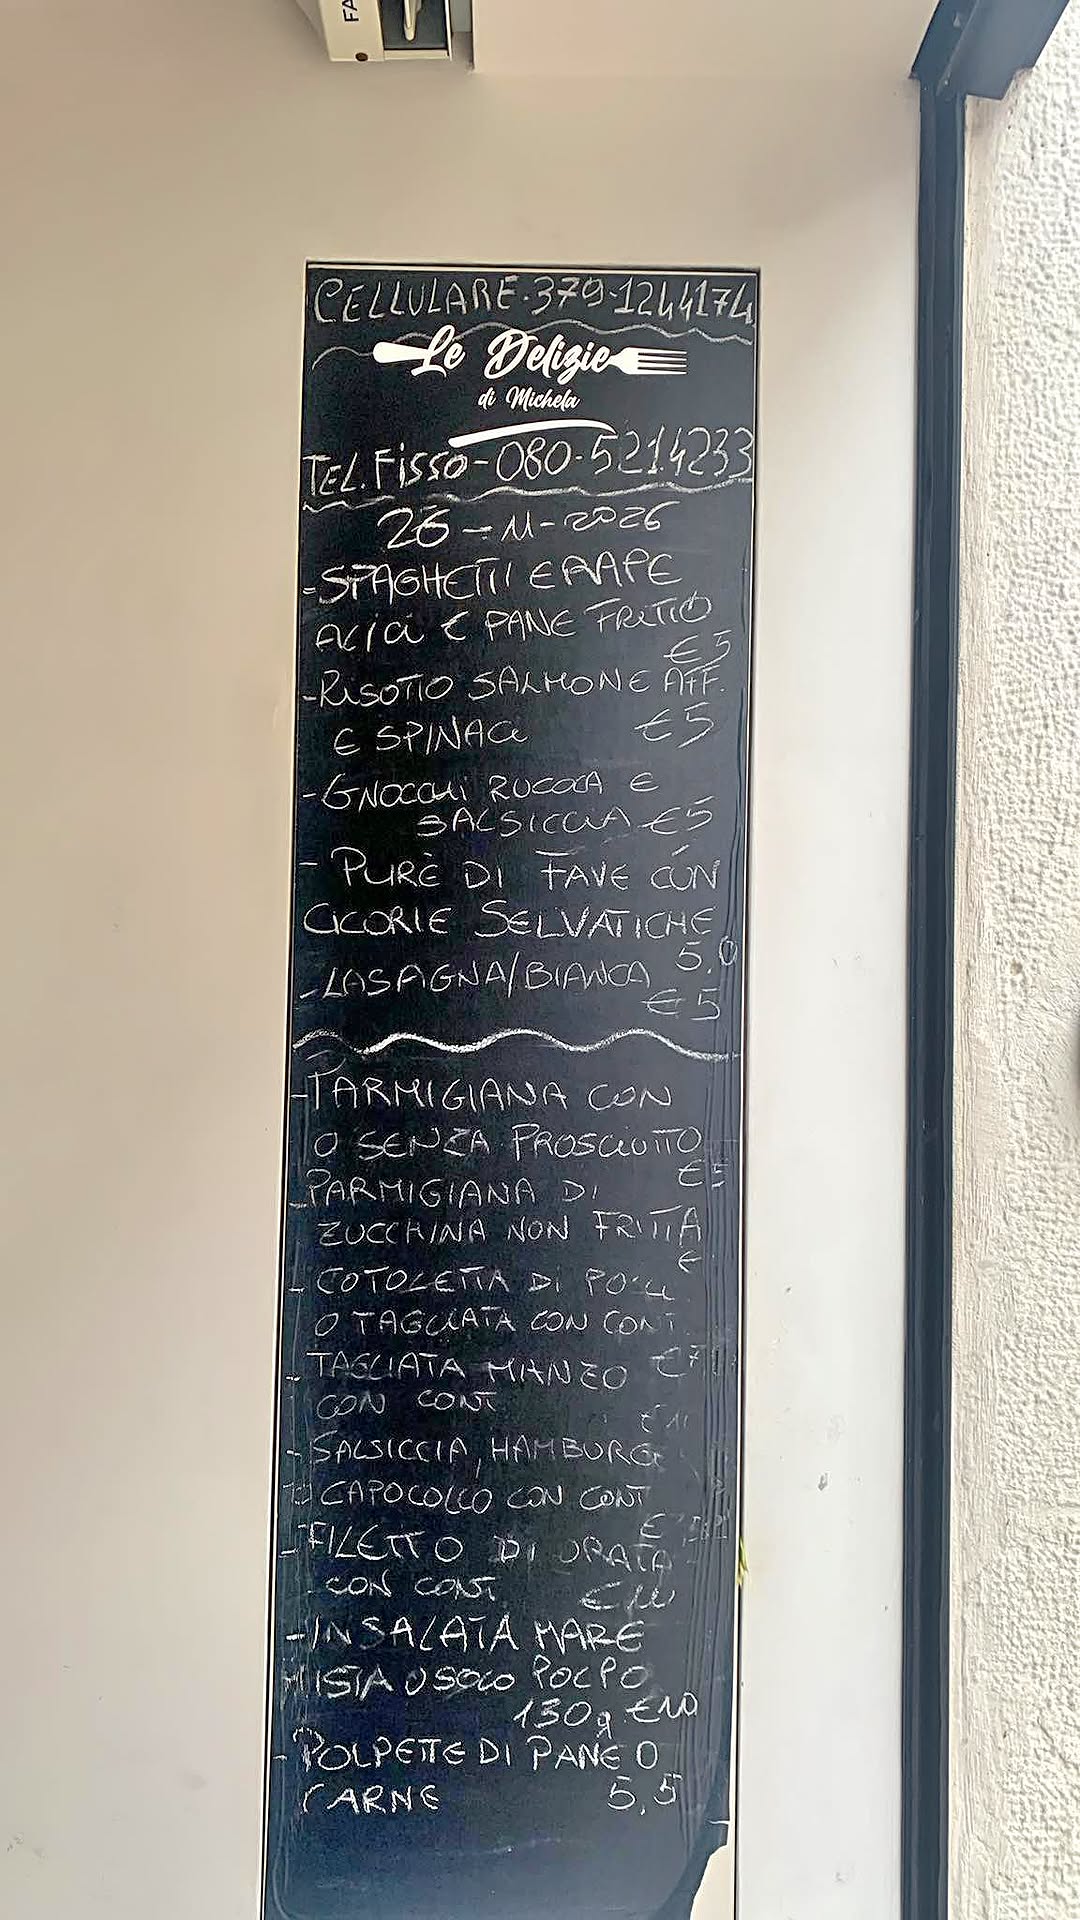 FA
CELLULARE·379·1244174
Le Delizie
di Michela
TEL.FISSO-080-5214233
26-11-2026
-SPAGHETTI E RAPE
ALICI E PANE FRITTO
€5
-RISOTTO SALMONE AFF.
E SPINACI €5
-GNOCCHI RUCOLA E
SALSICCIA €5
- PURÈ DI FAVE CON
CICORIE SELVATICHE
5,0
-LASAGNA/BIANCA
€5
-PARMIGIANA CON
O SENZA PROSCIUTTO
€5
-PARMIGIANA DI
ZUCCHINA NON FRITTA
€
- COTOLETTA DI
O TAGLIATA CON CONT.
- TAGLIATA MANZO €7
CON CONT
- SALSICCIA, HAMBURG
CAPOCOLLO CON CONT
€
-FILETTO DI ORATA
CON CONT. €10
-INSALATA MARE
MISTA O SOLO POLPO
130g €10
-POLPETTE DI PANE O
CARNE 5,5